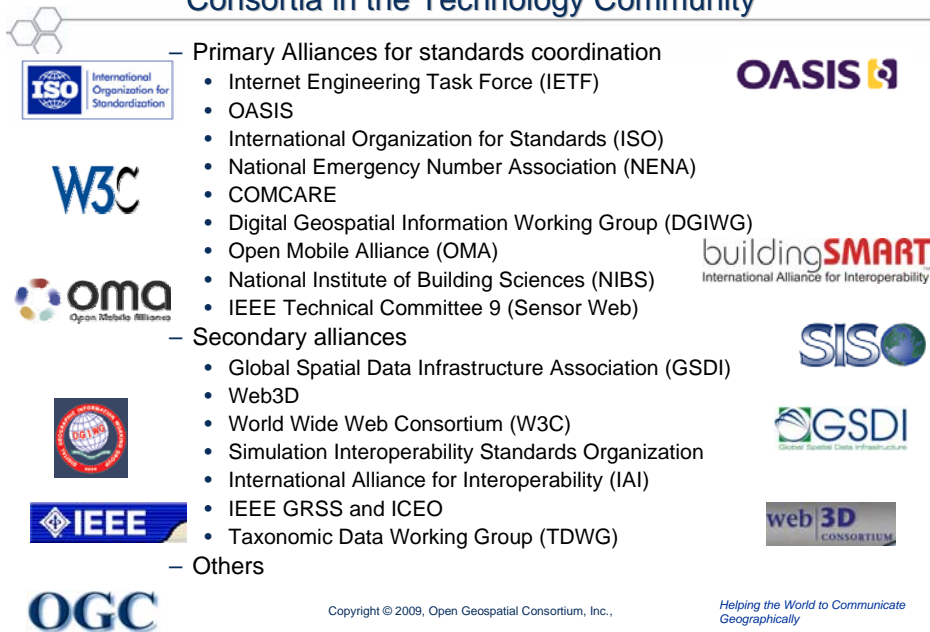 Consortia in the Technology Community
– Primary Alliances for standards coordination
• Internet Engineering Task Force (IETF)
• OASIS
• International Organization for Standards (ISO)
• National Emergency Number Association (NENA)
• COMCARE
• Digital Geospatial Information Working Group (DGIWG)
• Open Mobile Alliance (OMA)
• National Institute of Building Sciences (NIBS)
• IEEE Technical Committee 9 (Sensor Web)
– Secondary alliances
• Global Spatial Data Infrastructure Association (GSDI)
• Web3D
• World Wide Web Consortium (W3C)
• Simulation Interoperability Standards Organization
• International Alliance for Interoperability (IAI)
• IEEE GRSS and ICEO
• Taxonomic Data Working Group (TDWG)
– Others
ISO
International
Organization for
Standardization
W3C
oma
Open Mobile Alliance
DGIWG
IEEE
OGC
OASIS
buildingSMART
International Alliance for Interoperability
SISO
GSDI
Global Spatial Data Infrastructure
web 3D
CONSORTIUM
Copyright © 2009, Open Geospatial Consortium, Inc.,
Helping the World to Communicate
Geographically